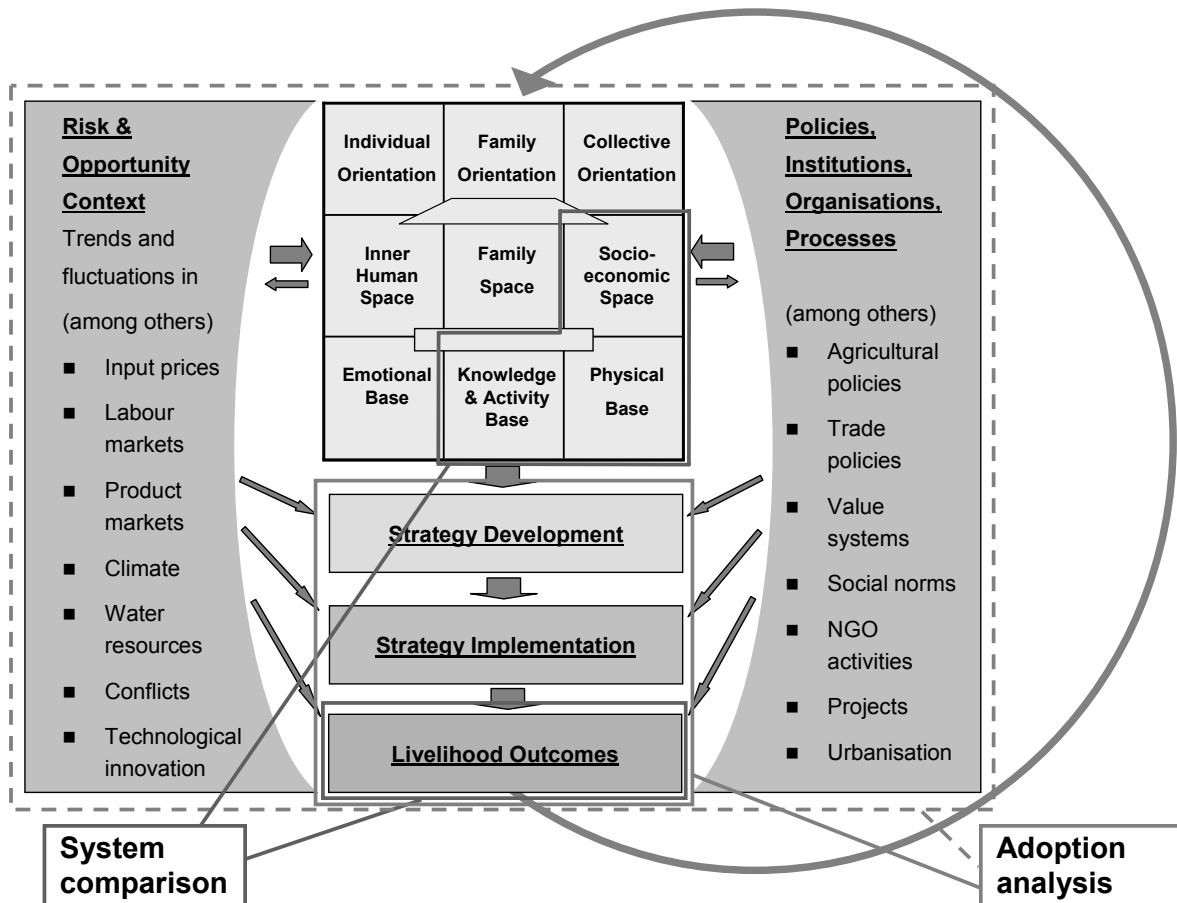 Risk &
Opportunity
Context
Trends and
fluctuations in
(among others)
■ Input prices
■ Labour
markets
■ Product
markets
■ Climate
■ Water
resources
■ Conflicts
■ Technological
innovation
Individual
Orientation
Family
Orientation
Collective
Orientation
Inner
Human
Space
Family
Space
Socio-
economic
Space
Emotional
Base
Knowledge
& Activity
Base
Physical
Base
Strategy Development
Strategy Implementation
Livelihood Outcomes
Policies,
Institutions,
Organisations,
Processes
(among others)
■ Agricultural
policies
■ Trade
policies
■ Value
systems
■ Social norms
■ NGO
activities
■ Projects
■ Urbanisation
System
comparison
Adoption
analysis